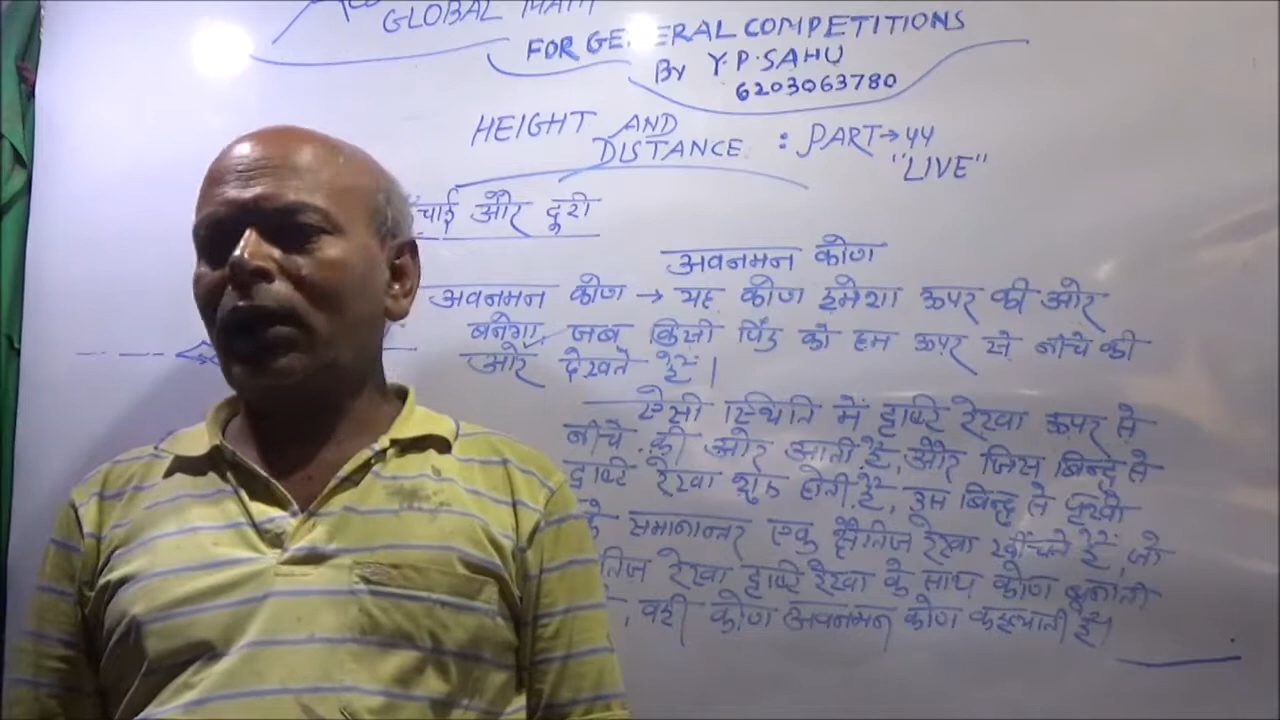 GLOBAL MATH
FOR GENERAL COMPETITIONS
BY Y.P.SAHU
6203063780
HEIGHT AND
DISTANCE : PART→44
"LIVE"
ँचाई और दूरी
अवनमन कोण
अवनमन कोण → यह कोण हमेशा ऊपर की ओर
बनेगा, जब किसी पिंड को हम ऊपर से नीचे की
ओर देखते हैं।
ऐसी स्थिति में दृष्टि रेखा ऊपर से
नीचे की ओर आती है, और जिस बिन्दु से
दृष्टि रेखा शुरू होती है, उस बिन्दु से पृथ्वी
के समानान्तर एक क्षैतिज रेखा खींचते हैं, जो
तिज रेखा दृष्टि रेखा के साथ कोण बनाती
, वही कोण अवनमन कोण कहलाती है।